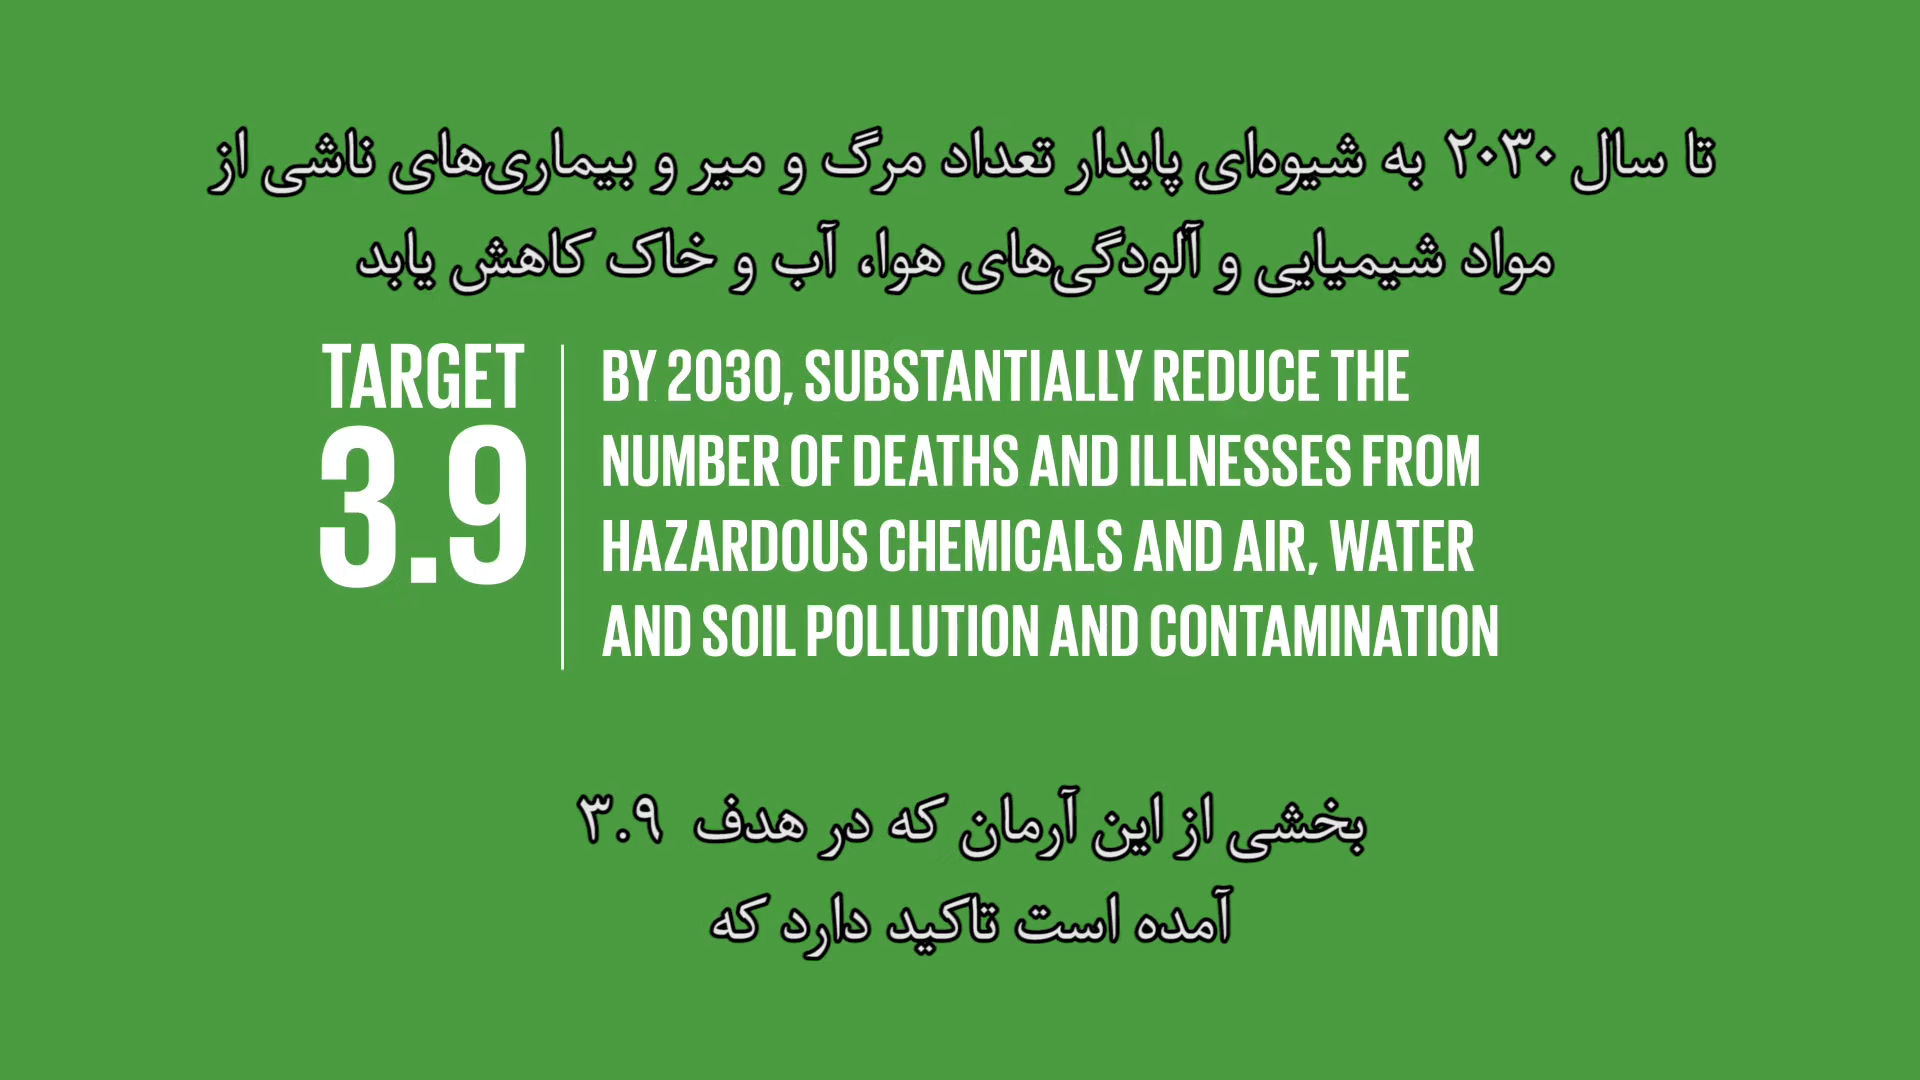 تا سال ۲۰۳۰ به شیوه‌ای پایدار تعداد مرگ و میر و بیماری‌های ناشی از
مواد شیمیایی و آلودگی‌های هوا، آب و خاک کاهش یابد
TARGET
3.9
BY 2030, SUBSTANTIALLY REDUCE THE
NUMBER OF DEATHS AND ILLNESSES FROM
HAZARDOUS CHEMICALS AND AIR, WATER
AND SOIL POLLUTION AND CONTAMINATION
بخشی از این آرمان که در هدف ۳.۹
آمده است تاکید دارد که